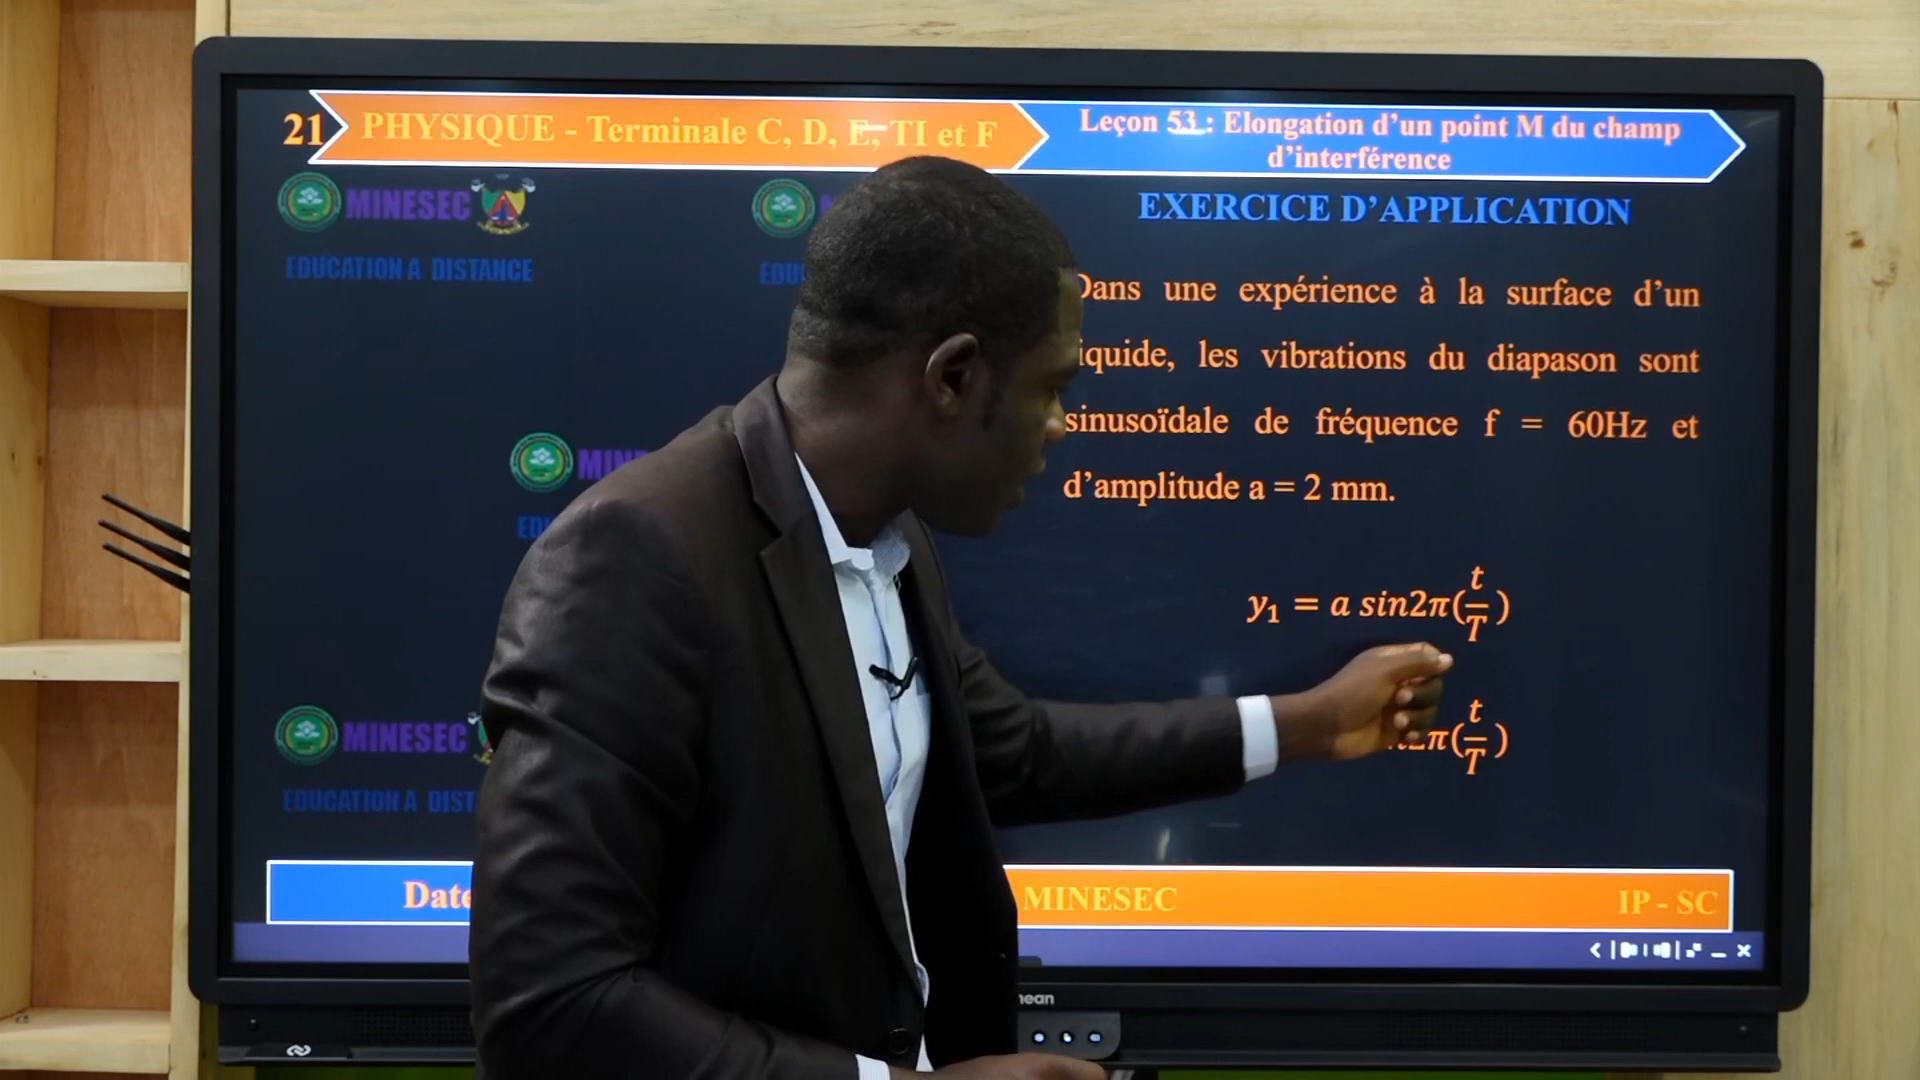 21 PHYSIQUE - Terminale C, D, E, TI et F
Leçon 53 : Elongation d’un point M du champ
d’interférence
MINESEC
EDUCATION A DISTANCE
EXERCICE D’APPLICATION
Dans une expérience à la surface d’un
liquide, les vibrations du diapason sont
sinusoïdale de fréquence f = 60Hz et
d’amplitude a = 2 mm.
y₁ = a sin2π(t/T)
π(t/T)
MINESEC
EDUCATION A
Date
MINESEC
IP - SC